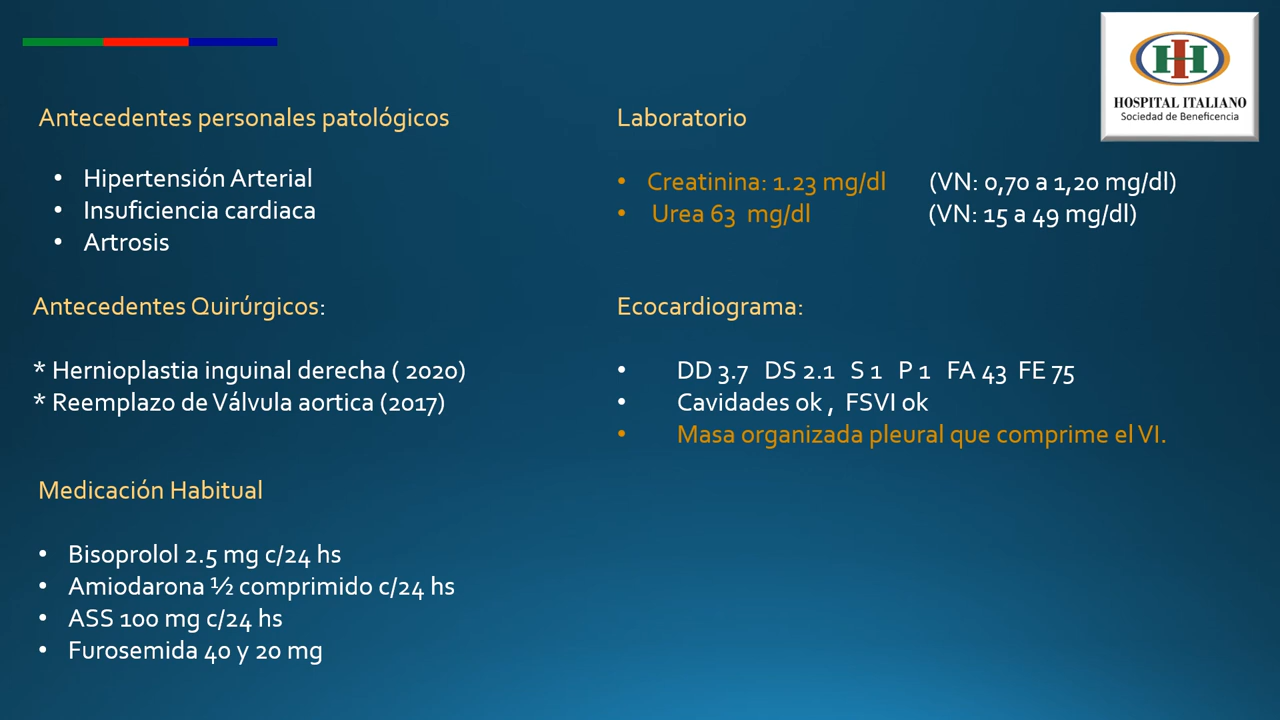 HOSPITAL ITALIANO
Sociedad de Beneficencia
Antecedentes personales patológicos
• Hipertensión Arterial
• Insuficiencia cardiaca
• Artrosis
Antecedentes Quirúrgicos:
* Hernioplastia inguinal derecha ( 2020)
* Reemplazo de Válvula aortica (2017)
Medicación Habitual
• Bisoprolol 2.5 mg c/24 hs
• Amiodarona ½ comprimido c/24 hs
• ASS 100 mg c/24 hs
• Furosemida 40 y 20 mg
Laboratorio
• Creatinina: 1.23 mg/dl (VN: 0,70 a 1,20 mg/dl)
• Urea 63 mg/dl (VN: 15 a 49 mg/dl)
Ecocardiograma:
• DD 3.7 DS 2.1 S 1 P 1 FA 43 FE 75
• Cavidades ok , FSVI ok
• Masa organizada pleural que comprime el VI.